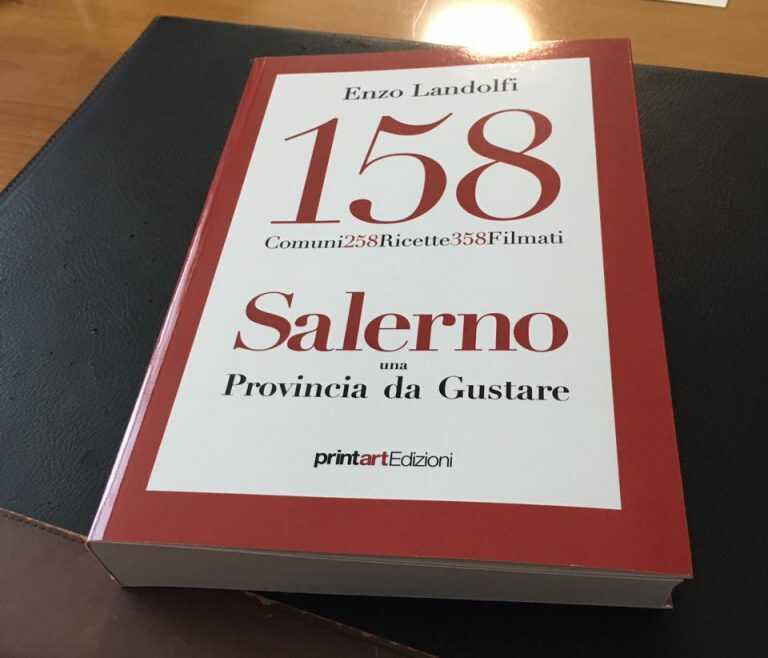 Enzo Landolfi
158
Comuni258Ricette358Filmati
Salerno
una
Provincia da Gustare
printartEdizioni